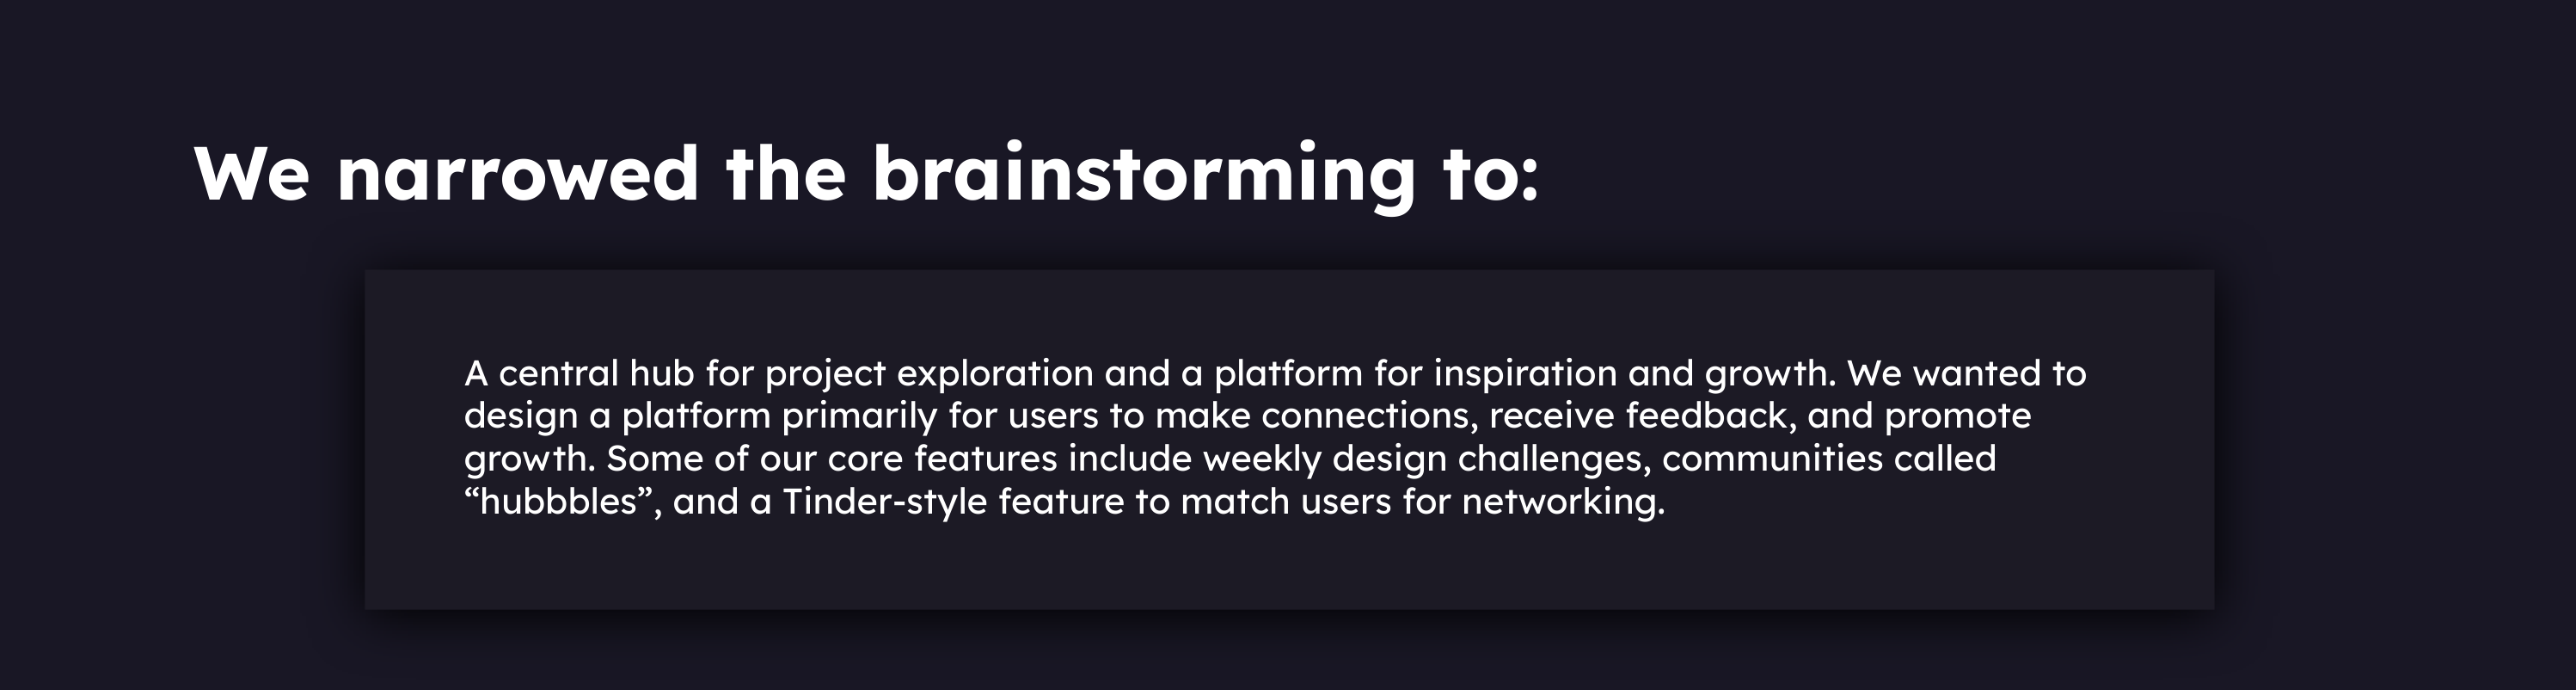 We narrowed the brainstorming to:
A central hub for project exploration and a platform for inspiration and growth. We wanted to
design a platform primarily for users to make connections, receive feedback, and promote
growth. Some of our core features include weekly design challenges, communities called
“hubbbles”, and a Tinder-style feature to match users for networking.